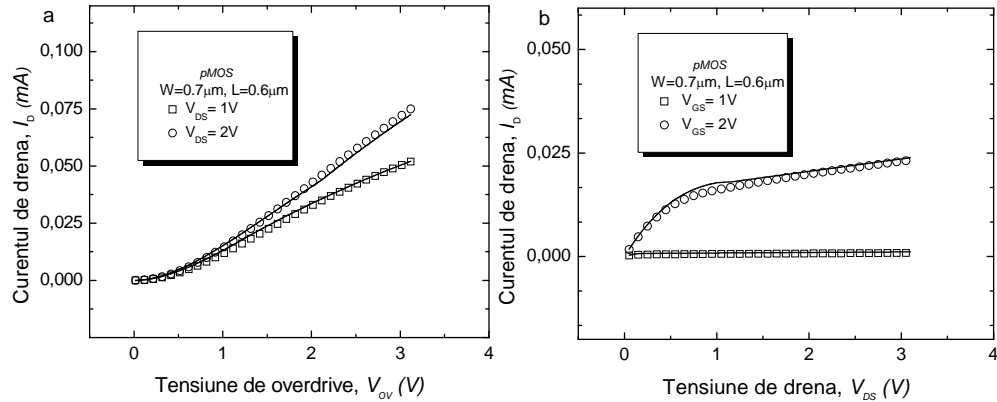 a
Curentul de drena, I_D (mA)
0,100
0,075
0,050
0,025
0,000
pMOS
W=0.7μm, L=0.6μm
V_DS= 1V
V_DS= 2V
0 1 2 3 4
Tensiune de overdrive, V_OV (V)
b
Curentul de drena, I_D (mA)
0,050
0,025
0,000
pMOS
W=0.7μm, L=0.6μm
V_GS= 1V
V_GS= 2V
0 1 2 3 4
Tensiune de drena, V_DS (V)